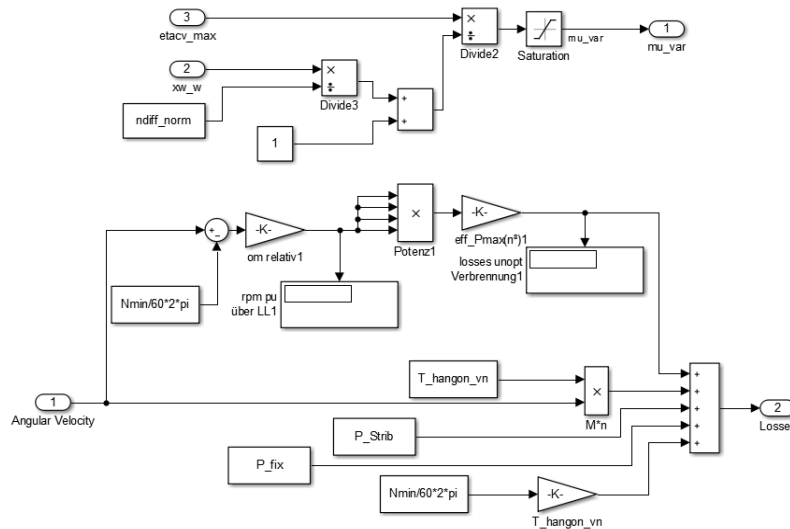 3
etacv_max
×
÷
Divide2
Saturation
mu_var
1
mu_var
2
xw_w
×
÷
Divide3
ndiff_norm
+
+
1
+
-
-K-
om relativ1
×
Potenz1
-K-
eff_Pmax(n²)1
losses unopt
Verbrennung1
Nmin/60*2*pi
rpm pu
über LL1
T_hangon_vn
×
M*n
1
Angular Velocity
P_Strib
P_fix
Nmin/60*2*pi
-K-
T_hangon_vn
+
+
+
+
+
2
Losse